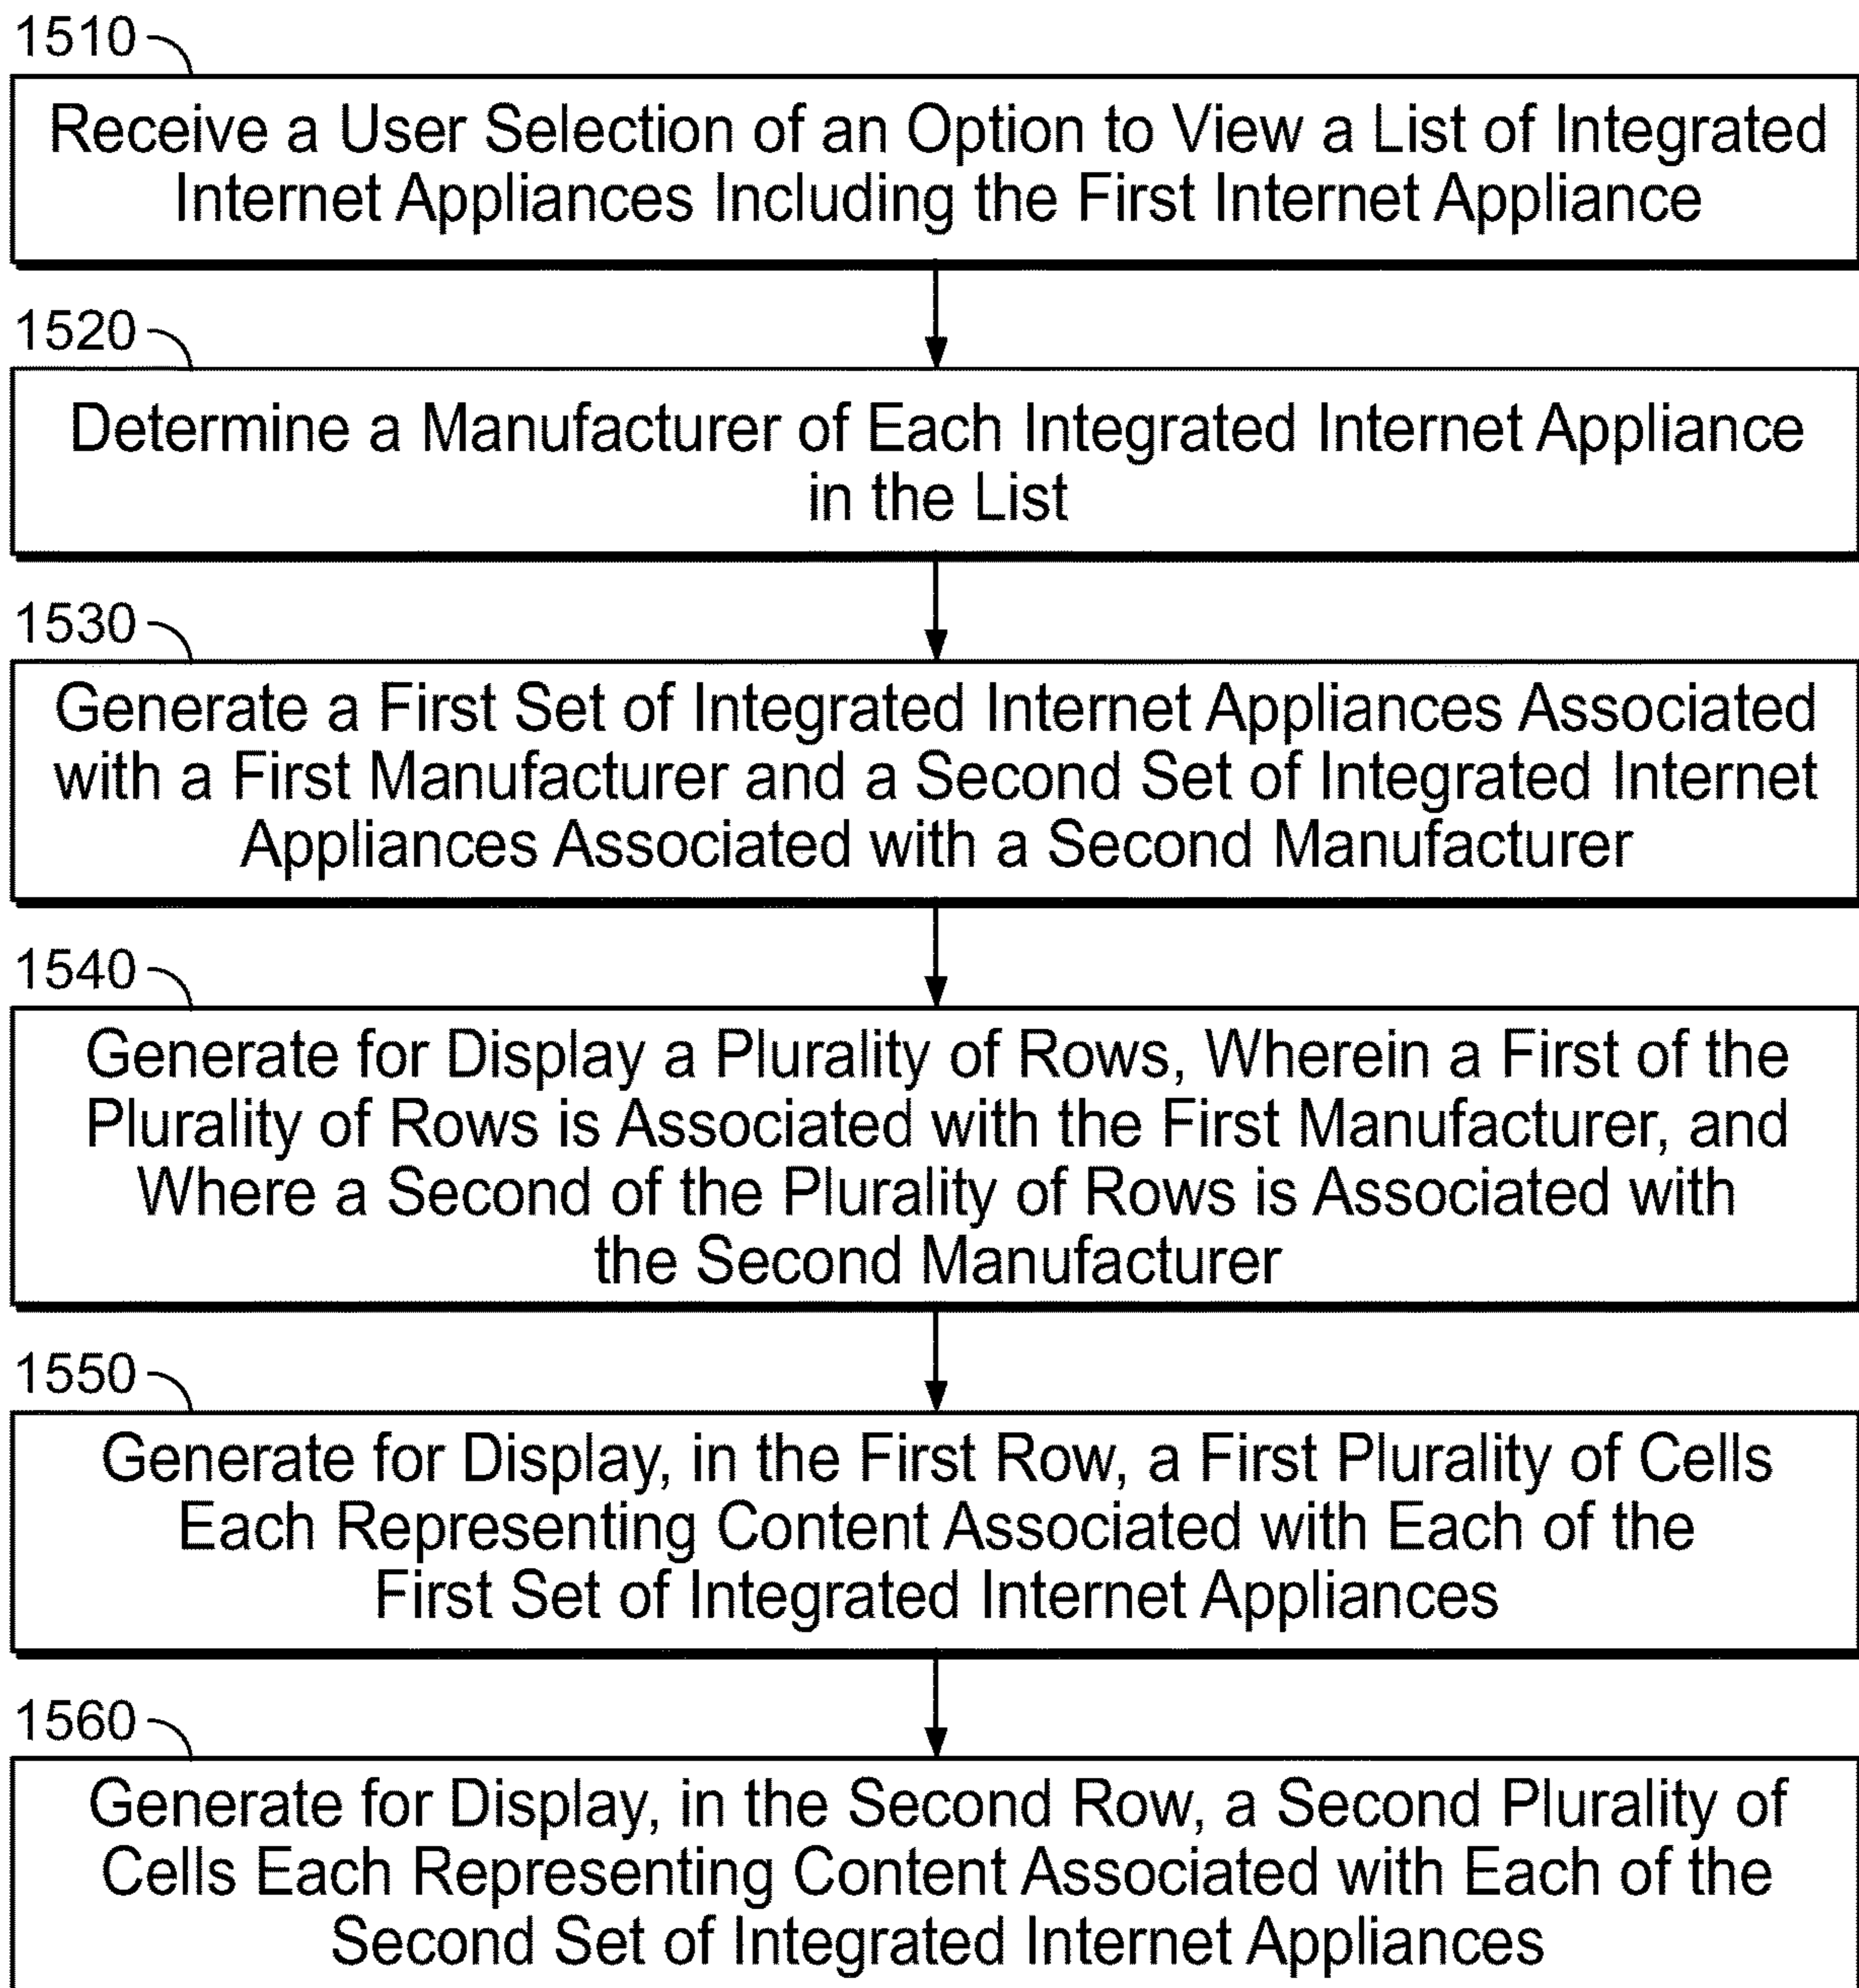 1510
Receive a User Selection of an Option to View a List of Integrated
Internet Appliances Including the First Internet Appliance
1520
Determine a Manufacturer of Each Integrated Internet Appliance
in the List
1530
Generate a First Set of Integrated Internet Appliances Associated
with a First Manufacturer and a Second Set of Integrated Internet
Appliances Associated with a Second Manufacturer
1540
Generate for Display a Plurality of Rows, Wherein a First of the
Plurality of Rows is Associated with the First Manufacturer, and
Where a Second of the Plurality of Rows is Associated with
the Second Manufacturer
1550
Generate for Display, in the First Row, a First Plurality of Cells
Each Representing Content Associated with Each of the
First Set of Integrated Internet Appliances
1560
Generate for Display, in the Second Row, a Second Plurality of
Cells Each Representing Content Associated with Each of the
Second Set of Integrated Internet Appliances